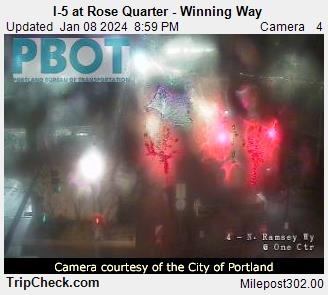 I-5 at Rose Quarter - Winning Way
Updated Jan 08 2024 8:59 PM Camera 4
PBOT
PORTLAND BUREAU OF TRANSPORTATION
4 - N. Ramsey Wy
@ One Ctr
Camera courtesy of the City of Portland
TripCheck.com Milepost302.00